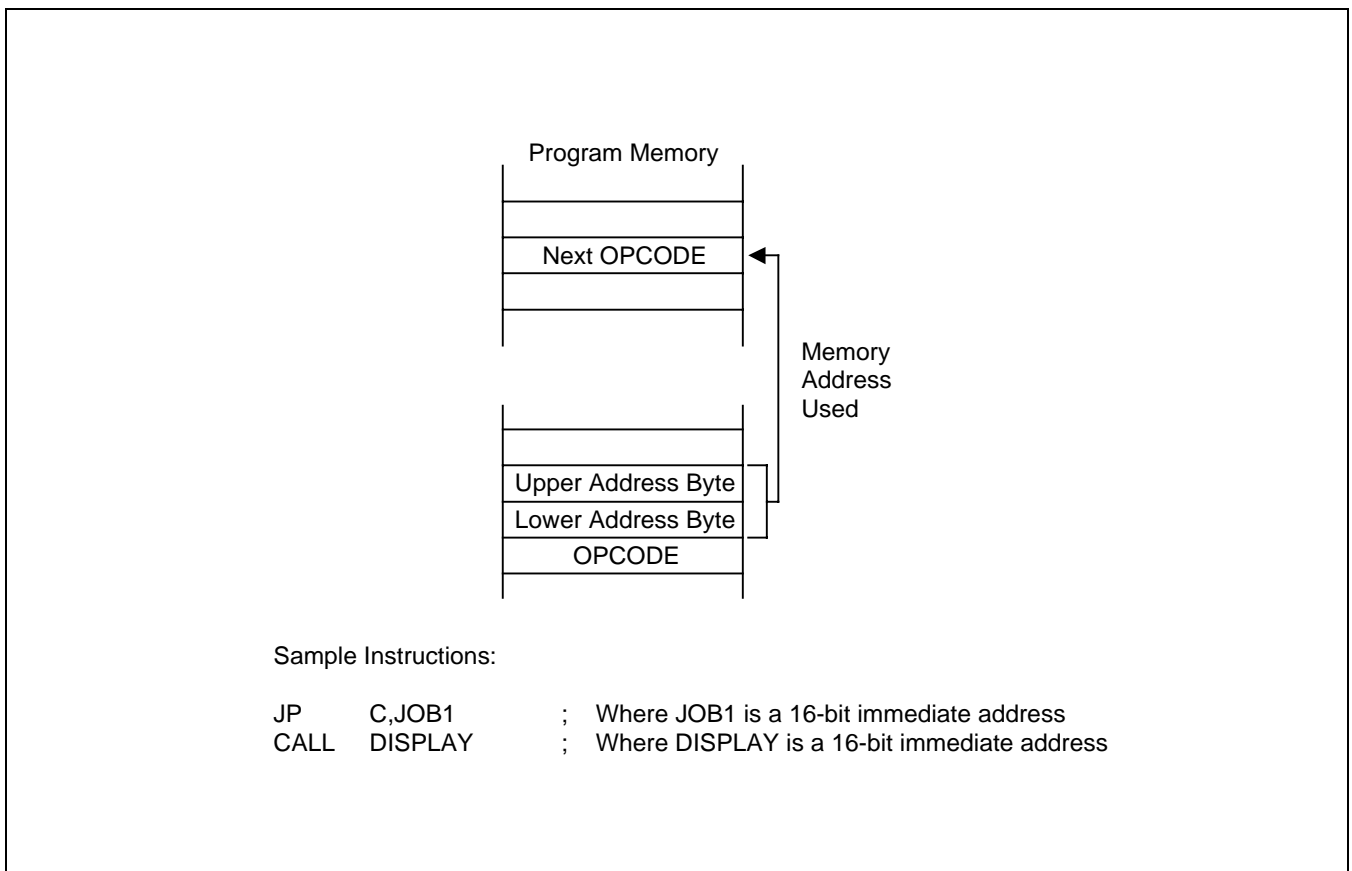 Program Memory
Next OPCODE
Memory
Address
Used
Upper Address Byte
Lower Address Byte
OPCODE
Sample Instructions:
JP C,JOB1 ; Where JOB1 is a 16-bit immediate address
CALL DISPLAY ; Where DISPLAY is a 16-bit immediate address